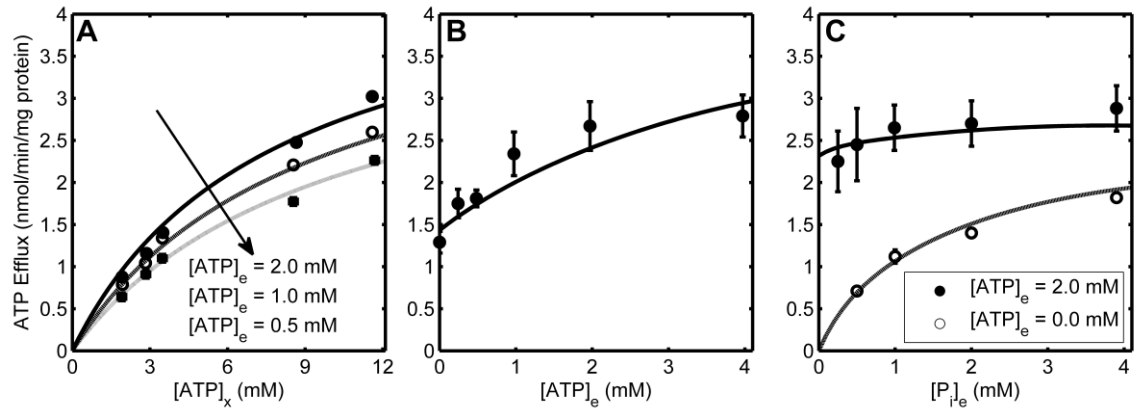 A
B
C
ATP Efflux (nmol/min/mg protein)
4
3.5
3
2.5
2
1.5
1
0.5
0
[ATP]e = 2.0 mM
[ATP]e = 1.0 mM
[ATP]e = 0.5 mM
0 3 6 9 12
[ATP]x (mM)
4
3.5
3
2.5
2
1.5
1
0.5
0
0 1 2 3 4
[ATP]e (mM)
4
3.5
3
2.5
2
1.5
1
0.5
0
[ATP]e = 2.0 mM
[ATP]e = 0.0 mM
0 1 2 3 4
[Pi]e (mM)